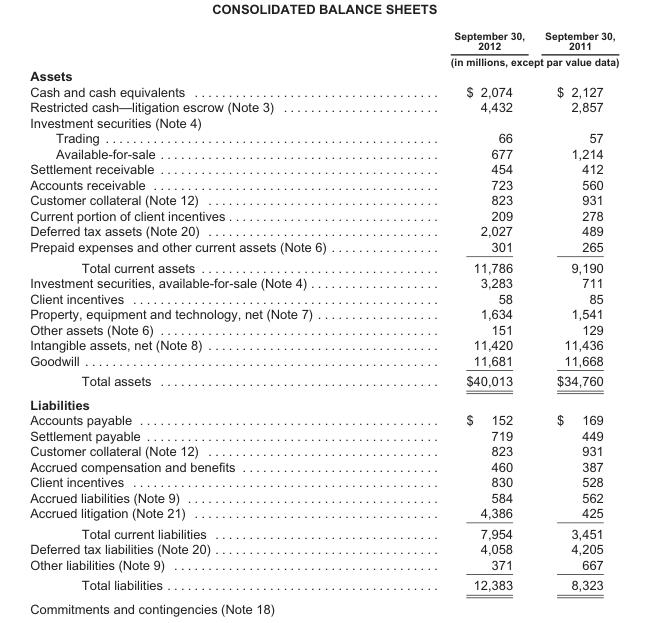 CONSOLIDATED BALANCE SHEETS
September 30, 2012 September 30, 2011
(in millions, except par value data)
Assets
Cash and cash equivalents $ 2,074 $ 2,127
Restricted cash—litigation escrow (Note 3) 4,432 2,857
Investment securities (Note 4)
Trading 66 57
Available-for-sale 677 1,214
Settlement receivable 454 412
Accounts receivable 723 560
Customer collateral (Note 12) 823 931
Current portion of client incentives 209 278
Deferred tax assets (Note 20) 2,027 489
Prepaid expenses and other current assets (Note 6) 301 265
Total current assets 11,786 9,190
Investment securities, available-for-sale (Note 4) 3,283 711
Client incentives 58 85
Property, equipment and technology, net (Note 7) 1,634 1,541
Other assets (Note 6) 151 129
Intangible assets, net (Note 8) 11,420 11,436
Goodwill 11,681 11,668
Total assets $40,013 $34,760
Liabilities
Accounts payable $ 152 $ 169
Settlement payable 719 449
Customer collateral (Note 12) 823 931
Accrued compensation and benefits 460 387
Client incentives 830 528
Accrued liabilities (Note 9) 584 562
Accrued litigation (Note 21) 4,386 425
Total current liabilities 7,954 3,451
Deferred tax liabilities (Note 20) 4,058 4,205
Other liabilities (Note 9) 371 667
Total liabilities 12,383 8,323
Commitments and contingencies (Note 18)